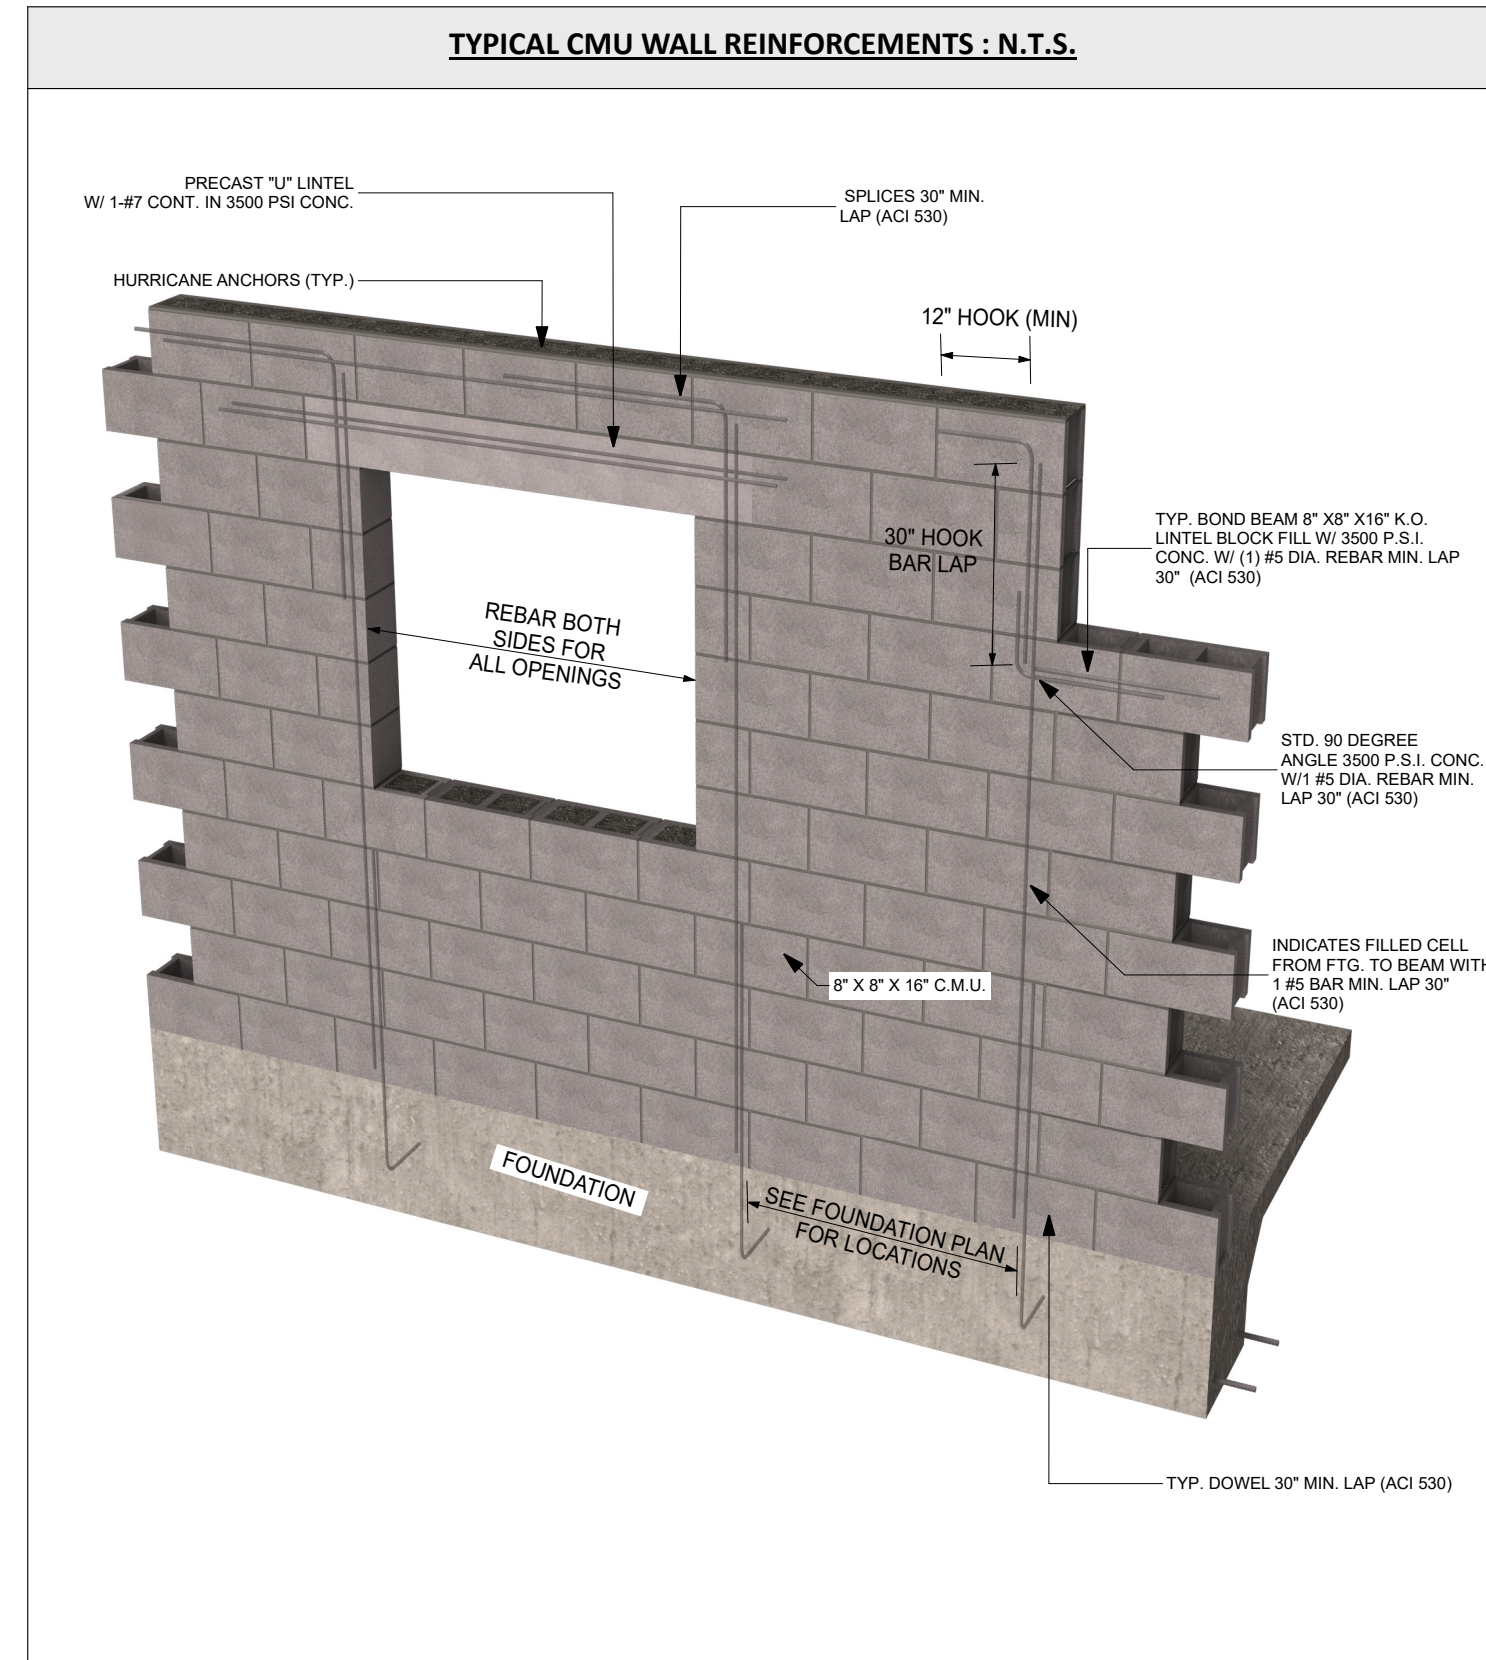 TYPICAL CMU WALL REINFORCEMENTS : N.T.S.
PRECAST "U" LINTEL
W/ 1-#7 CONT. IN 3500 PSI CONC.
SPLICES 30" MIN.
LAP (ACI 530)
HURRICANE ANCHORS (TYP.)
12" HOOK (MIN)
30" HOOK
BAR LAP
TYP. BOND BEAM 8" X8" X16" K.O.
LINTEL BLOCK FILL W/ 3500 P.S.I.
CONC. W/ (1) #5 DIA. REBAR MIN. LAP
30" (ACI 530)
REBAR BOTH
SIDES FOR
ALL OPENINGS
STD. 90 DEGREE
ANGLE 3500 P.S.I. CONC.
W/1 #5 DIA. REBAR MIN.
LAP 30" (ACI 530)
8" X 8" X 16" C.M.U.
INDICATES FILLED CELL
FROM FTG. TO BEAM WITH
1 #5 BAR MIN. LAP 30"
(ACI 530)
FOUNDATION
SEE FOUNDATION PLAN
FOR LOCATIONS
TYP. DOWEL 30" MIN. LAP (ACI 530)